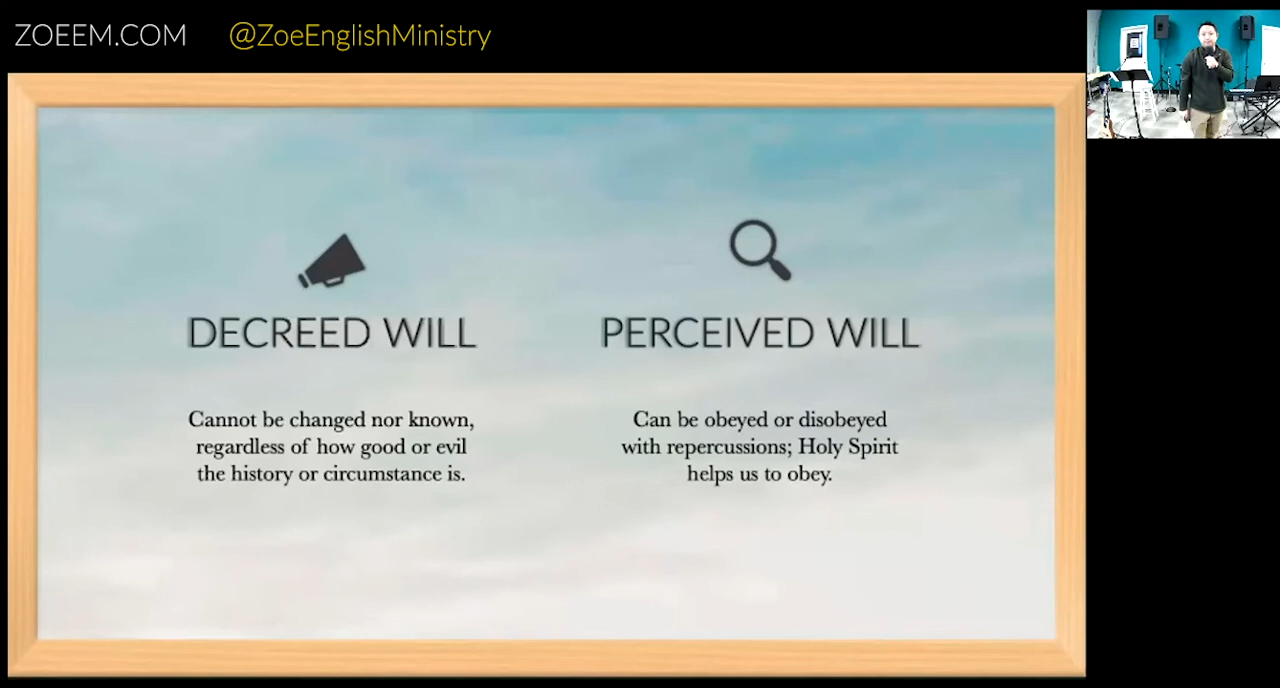 ZOEEM.COM @ZoeEnglishMinistry
DECREED WILL
Cannot be changed nor known,
regardless of how good or evil
the history or circumstance is.
PERCEIVED WILL
Can be obeyed or disobeyed
with repercussions; Holy Spirit
helps us to obey.